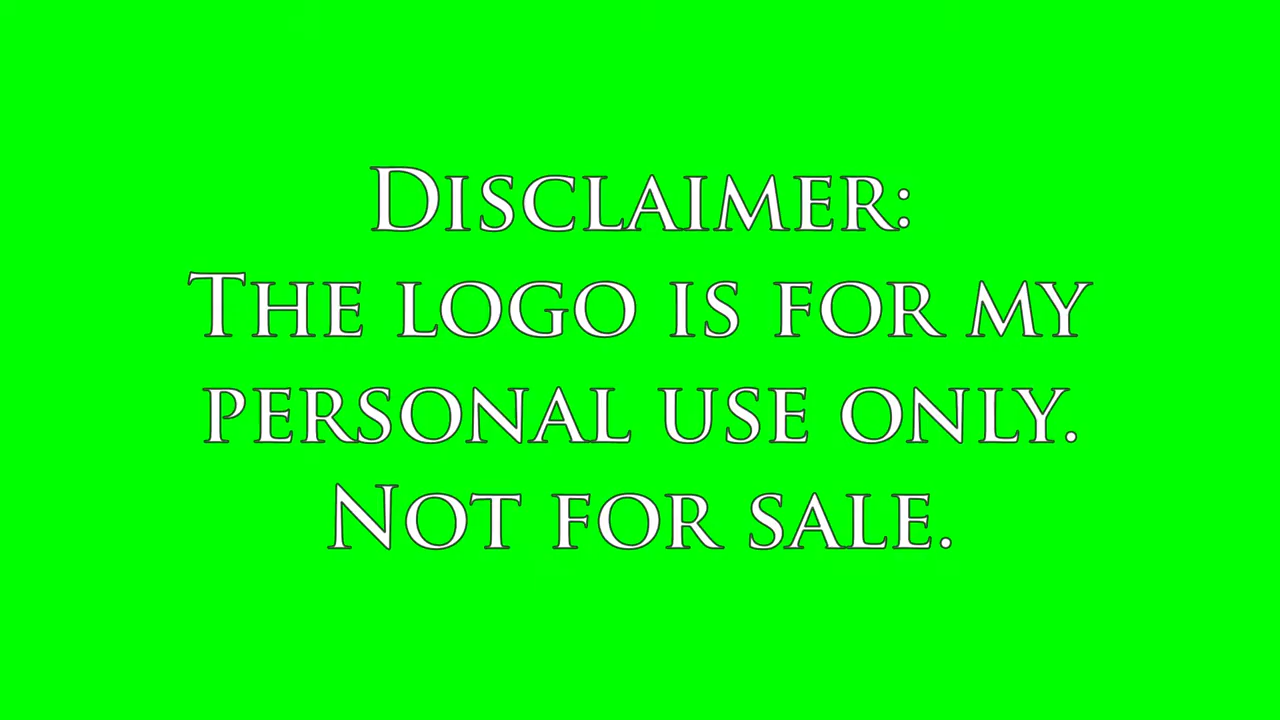 Disclaimer:
The logo is for my
personal use only.
Not for sale.